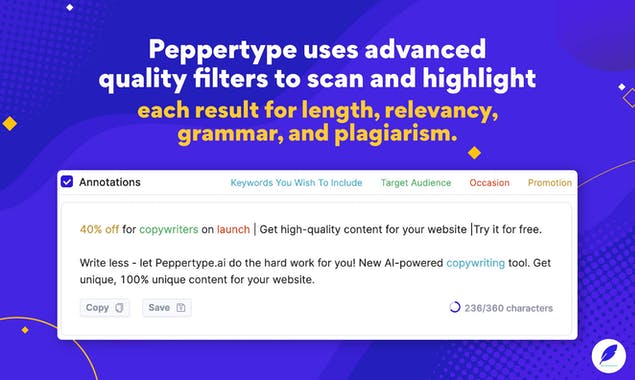 Peppertype uses advanced
quality filters to scan and highlight
each result for length, relevancy,
grammar, and plagiarism.
Annotations Keywords You Wish To Include Target Audience Occasion Promotion
40% off for copywriters on launch | Get high-quality content for your website |Try it for free.
Write less - let Peppertype.ai do the hard work for you! New AI-powered copywriting tool. Get
unique, 100% unique content for your website.
Copy Save 236/360 characters